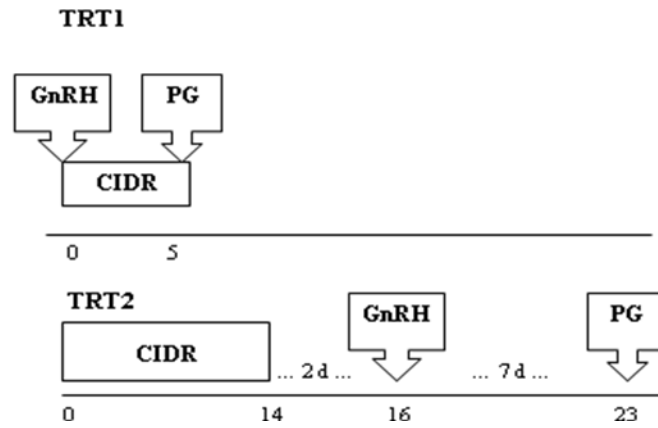 TRT1
GnRH PG
CIDR
0 5
TRT2
GnRH PG
CIDR
... 2 d ... ... 7 d ...
0 14 16 23